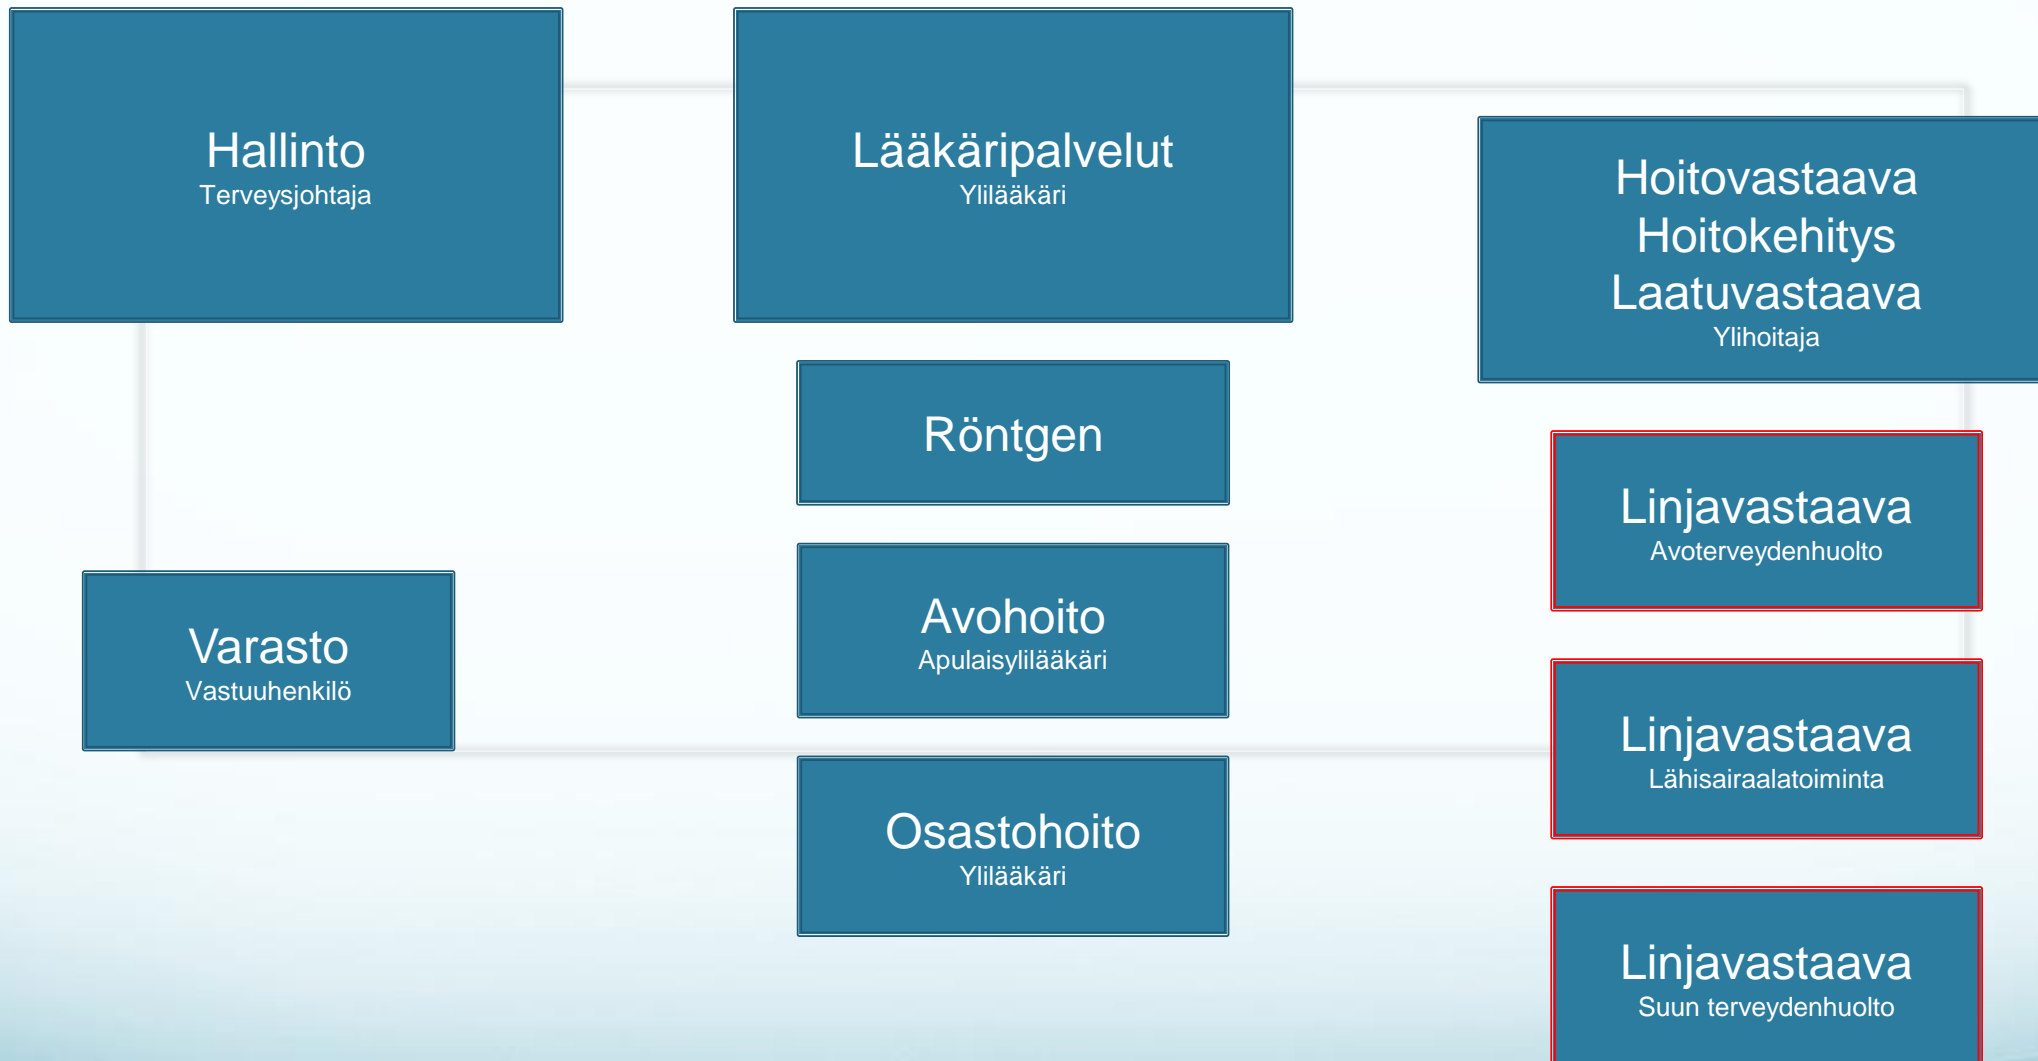 Hallinto
Terveysjohtaja
Lääkäripalvelut
Ylilääkäri
Hoitovastaava
Hoitokehitys
Laatuvastaava
Ylihoitaja
Röntgen
Linjavastaava
Avoterveydenhuolto
Varasto
Vastuuhenkilö
Avohoito
Apulaisylilääkäri
Linjavastaava
Lähisairaalatoiminta
Osastohoito
Ylilääkäri
Linjavastaava
Suun terveydenhuolto